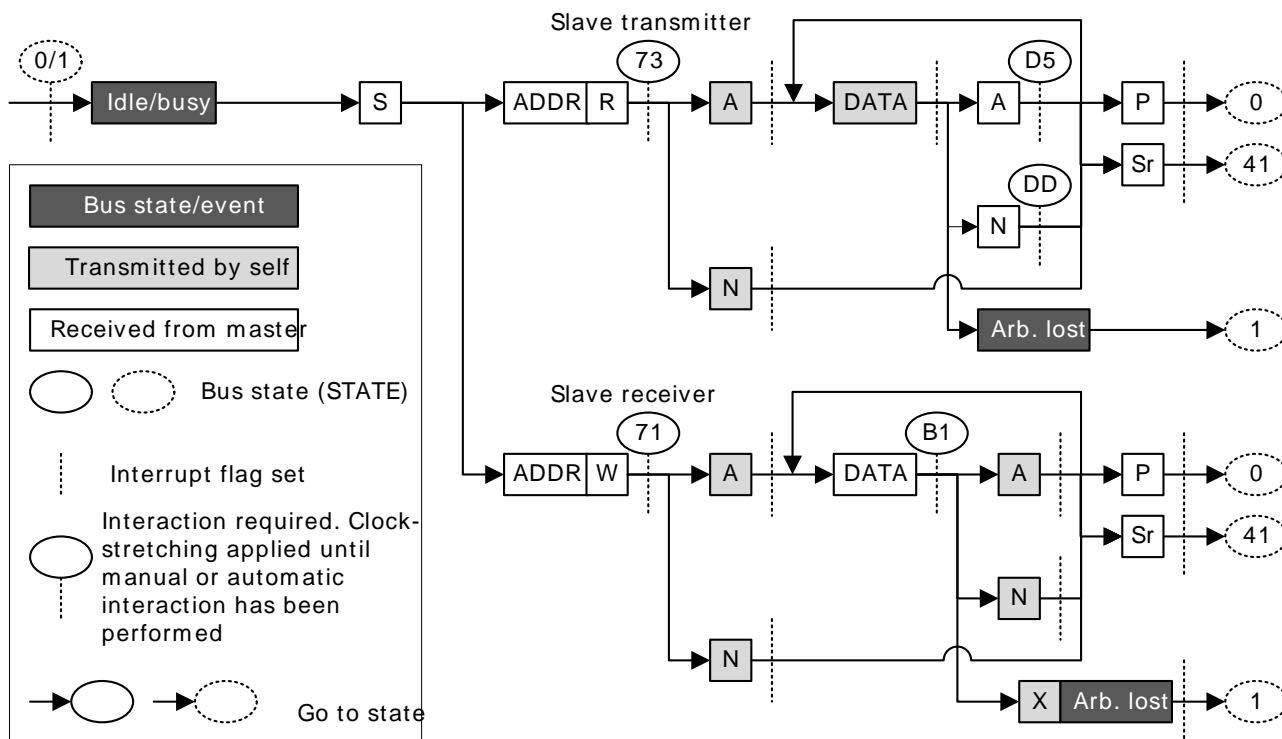 Slave transmitter
0/1
73
D5
Idle/busy
S
ADDR R
A
DATA
A
P
0
Sr
41
DD
N
N
Arb. lost
1
Bus state/event
Transmitted by self
Received from master
Bus state (STATE)
Interrupt flag set
Interaction required. Clock-
stretching applied until
manual or automatic
interaction has been
performed
Go to state
Slave receiver
71
B1
ADDR W
A
DATA
A
P
0
Sr
41
N
N
X Arb. lost
1